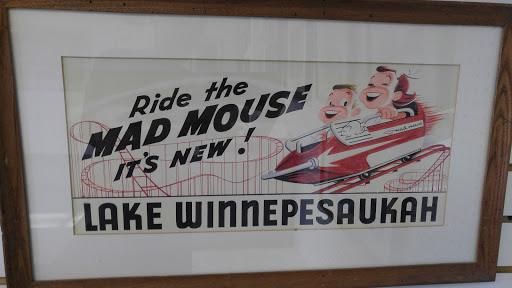 Ride the
MAD MOUSE
IT'S NEW!
LAKE WINNEPESAUKAH